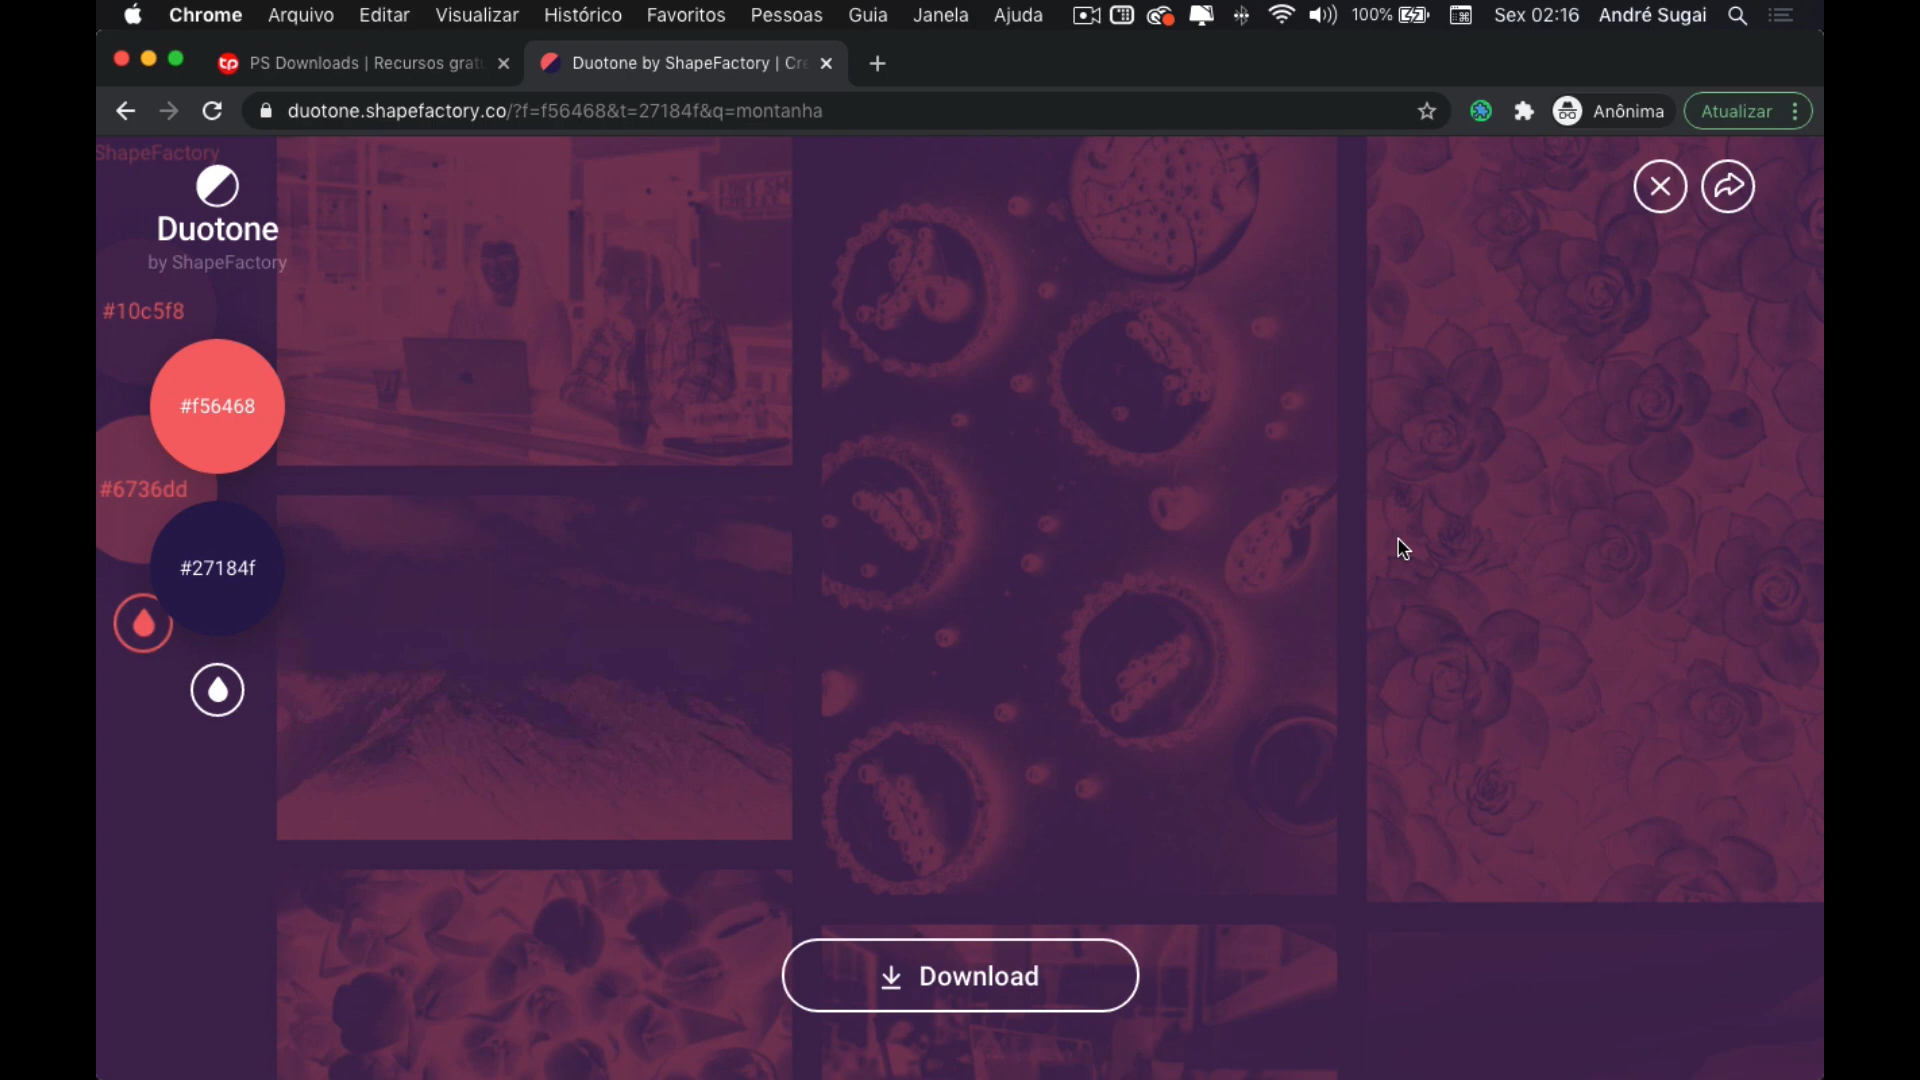 Chrome Arquivo Editar Visualizar Histórico Favoritos Pessoas Guia Janela Ajuda 100% Sex 02:16 André Sugai
tp PS Downloads | Recursos grat Duotone by ShapeFactory | Cre
duotone.shapefactory.co/?f=f56468&t=27184f&q=montanha Anônima Atualizar
ShapeFactory
Duotone
by ShapeFactory
#10c5f8
#f56468
#6736dd
#27184f
Download